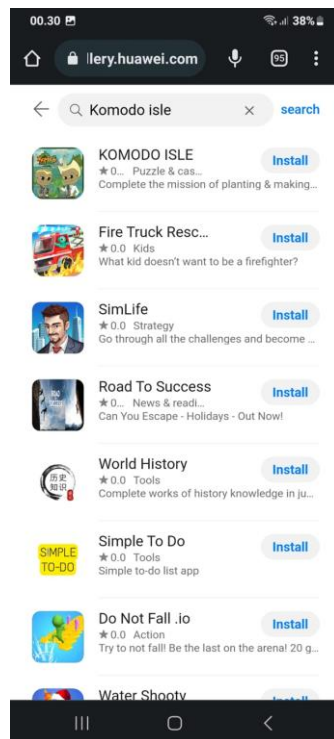 00.30 38%
llery.huawei.com 95
Komodo isle × search
KOMODO ISLE
★0... Puzzle & cas...
Complete the mission of planting & making...
Install
Fire Truck Resc...
★0.0 Kids
What kid doesn't want to be a firefighter?
Install
SimLife
★0.0 Strategy
Go through all the challenges and become ...
Install
Road To Success
★0... News & readi...
Can You Escape - Holidays - Out Now!
Install
历史
知识
World History
★0.0 Tools
Complete works of history knowledge in ju...
Install
SIMPLE
TO-DO
Simple To Do
★0.0 Tools
Simple to-do list app
Install
Do Not Fall .io
★0.0 Action
Try to not fall! Be the last on the arena! 20 g...
Install
Water Shooty
Install